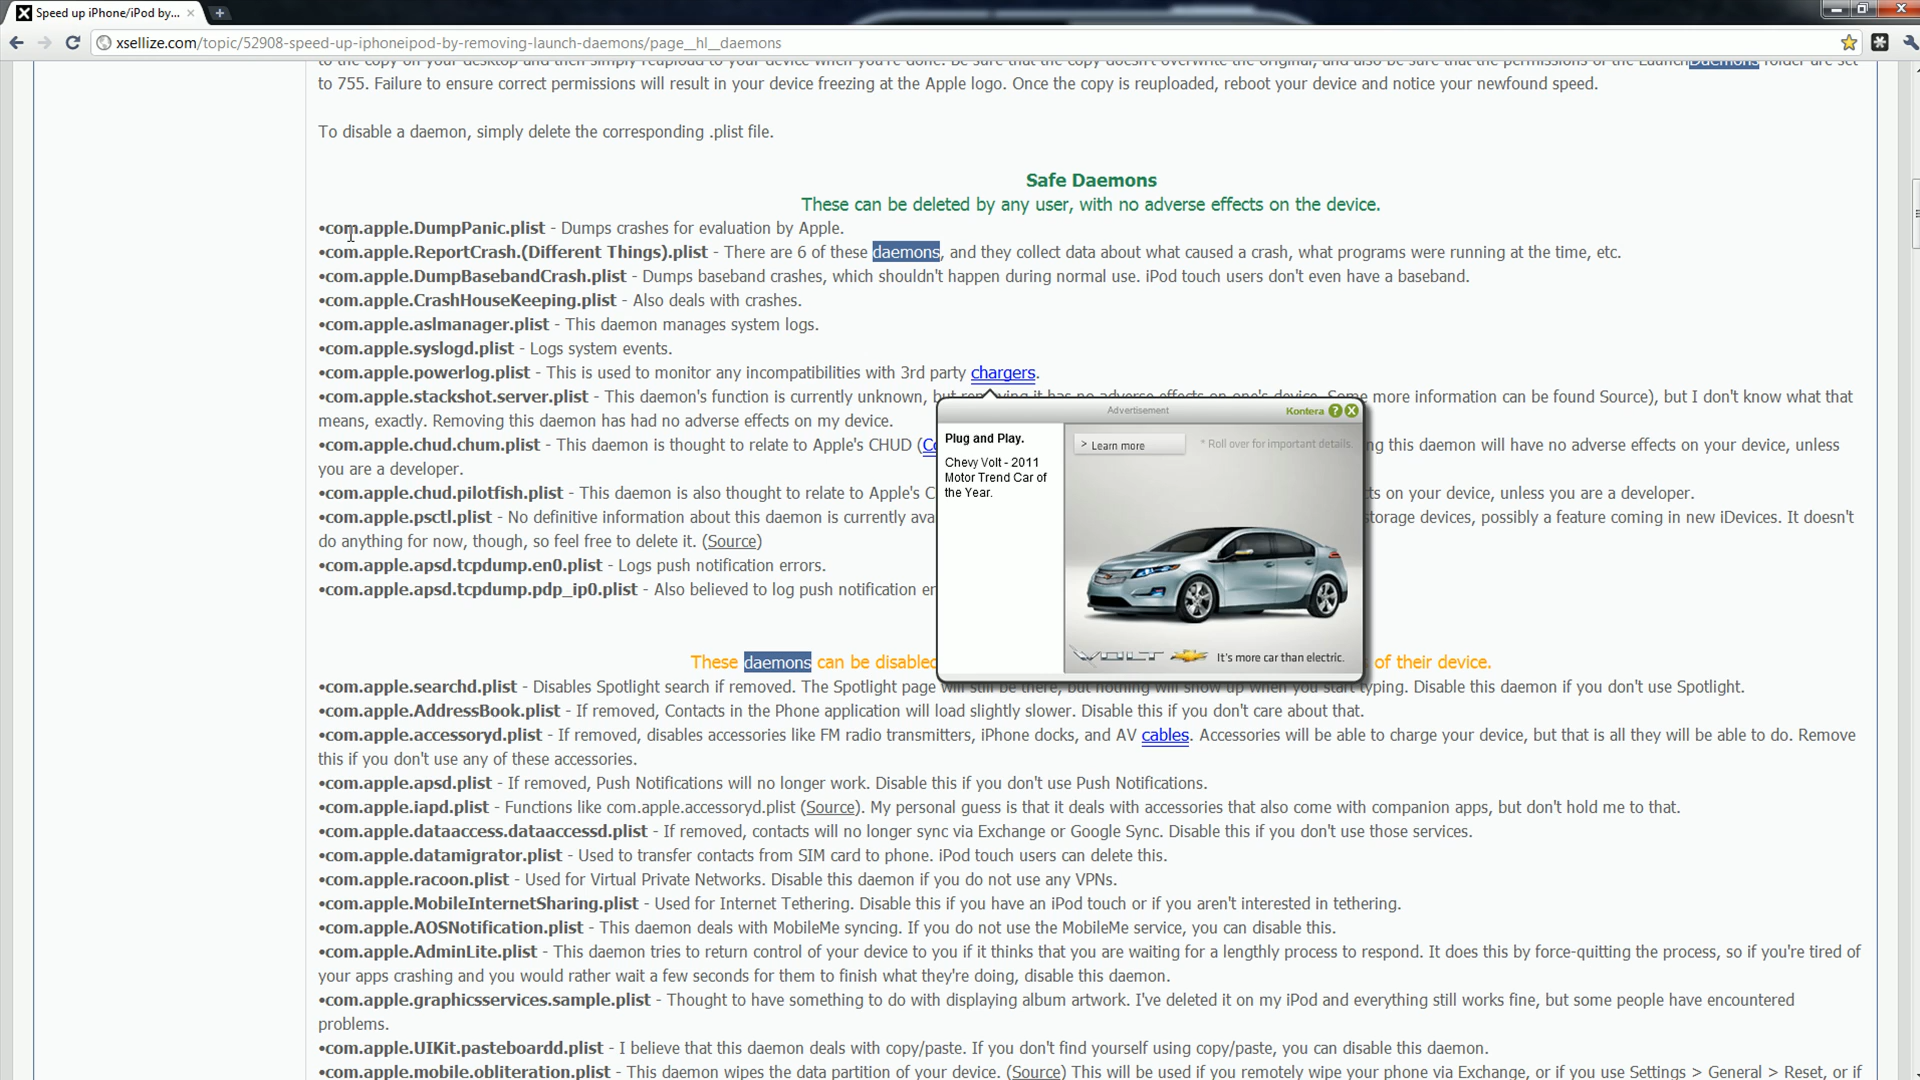 Speed up iPhone/iPod by...
xsellize.com/topic/52908-speed-up-iphoneipod-by-removing-launch-daemons/page__hl__daemons
to the copy on your desktop and then simply reupload to your device when you're done. Be sure that the copy doesn't overwrite the original, and also be sure that the permissions of the LaunchDaemons folder are set
to 755. Failure to ensure correct permissions will result in your device freezing at the Apple logo. Once the copy is reuploaded, reboot your device and notice your newfound speed.
To disable a daemon, simply delete the corresponding .plist file.
Safe Daemons
These can be deleted by any user, with no adverse effects on the device.
•com.apple.DumpPanic.plist - Dumps crashes for evaluation by Apple.
•com.apple.ReportCrash.(Different Things).plist - There are 6 of these daemons, and they collect data about what caused a crash, what programs were running at the time, etc.
•com.apple.DumpBasebandCrash.plist - Dumps baseband crashes, which shouldn't happen during normal use. iPod touch users don't even have a baseband.
•com.apple.CrashHouseKeeping.plist - Also deals with crashes.
•com.apple.aslmanager.plist - This daemon manages system logs.
•com.apple.syslogd.plist - Logs system events.
•com.apple.powerlog.plist - This is used to monitor any incompatibilities with 3rd party chargers.
•com.apple.stackshot.server.plist - This daemon's function is currently unknown, but removing it has no adverse effects on one's device. Some more information can be found Source), but I don't know what that
means, exactly. Removing this daemon has had no adverse effects on my device.
•com.apple.chud.chum.plist - This daemon is thought to relate to Apple's CHUD (Co ng this daemon will have no adverse effects on your device, unless
you are a developer.
•com.apple.chud.pilotfish.plist - This daemon is also thought to relate to Apple's C ts on your device, unless you are a developer.
•com.apple.psctl.plist - No definitive information about this daemon is currently ava storage devices, possibly a feature coming in new iDevices. It doesn't
do anything for now, though, so feel free to delete it. (Source)
•com.apple.apsd.tcpdump.en0.plist - Logs push notification errors.
•com.apple.apsd.tcpdump.pdp_ip0.plist - Also believed to log push notification er
Advertisement
Kontera ? X
Plug and Play.
Chevy Volt - 2011
Motor Trend Car of
the Year.
> Learn more
* Roll over for important details.
VOLT It's more car than electric.
These daemons can be disabled of their device.
•com.apple.searchd.plist - Disables Spotlight search if removed. The Spotlight page will still be there, but nothing will show up when you start typing. Disable this daemon if you don't use Spotlight.
•com.apple.AddressBook.plist - If removed, Contacts in the Phone application will load slightly slower. Disable this if you don't care about that.
•com.apple.accessoryd.plist - If removed, disables accessories like FM radio transmitters, iPhone docks, and AV cables. Accessories will be able to charge your device, but that is all they will be able to do. Remove
this if you don't use any of these accessories.
•com.apple.apsd.plist - If removed, Push Notifications will no longer work. Disable this if you don't use Push Notifications.
•com.apple.iapd.plist - Functions like com.apple.accessoryd.plist (Source). My personal guess is that it deals with accessories that also come with companion apps, but don't hold me to that.
•com.apple.dataaccess.dataaccessd.plist - If removed, contacts will no longer sync via Exchange or Google Sync. Disable this if you don't use those services.
•com.apple.datamigrator.plist - Used to transfer contacts from SIM card to phone. iPod touch users can delete this.
•com.apple.racoon.plist - Used for Virtual Private Networks. Disable this daemon if you do not use any VPNs.
•com.apple.MobileInternetSharing.plist - Used for Internet Tethering. Disable this if you have an iPod touch or if you aren't interested in tethering.
•com.apple.AOSNotification.plist - This daemon deals with MobileMe syncing. If you do not use the MobileMe service, you can disable this.
•com.apple.AdminLite.plist - This daemon tries to return control of your device to you if it thinks that you are waiting for a lengthly process to respond. It does this by force-quitting the process, so if you're tired of
your apps crashing and you would rather wait a few seconds for them to finish what they're doing, disable this daemon.
•com.apple.graphicsservices.sample.plist - Thought to have something to do with displaying album artwork. I've deleted it on my iPod and everything still works fine, but some people have encountered
problems.
•com.apple.UIKit.pasteboardd.plist - I believe that this daemon deals with copy/paste. If you don't find yourself using copy/paste, you can disable this daemon.
•com.apple.mobile.obliteration.plist - This daemon wipes the data partition of your device. (Source) This will be used if you remotely wipe your phone via Exchange, or if you use Settings > General > Reset, or if